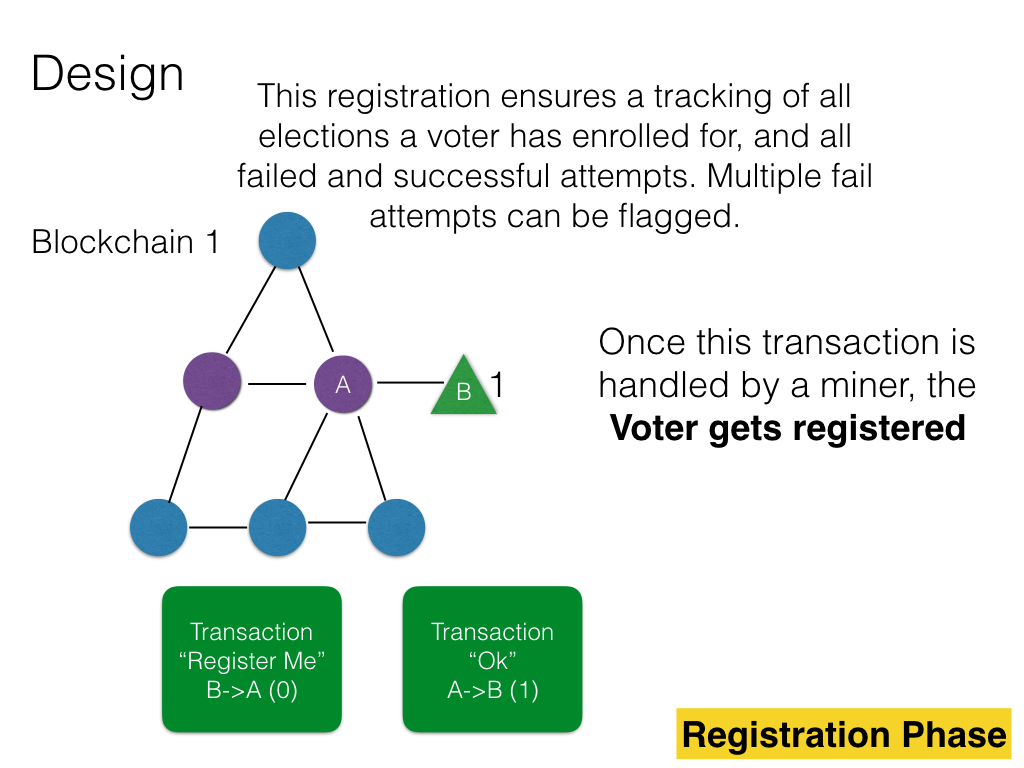 Design
This registration ensures a tracking of all
elections a voter has enrolled for, and all
failed and successful attempts. Multiple fail
attempts can be flagged.
Blockchain 1
Once this transaction is
handled by a miner, the
Voter gets registered
A
B
1
Transaction
“Register Me”
B->A (0)
Transaction
“Ok”
A->B (1)
Registration Phase